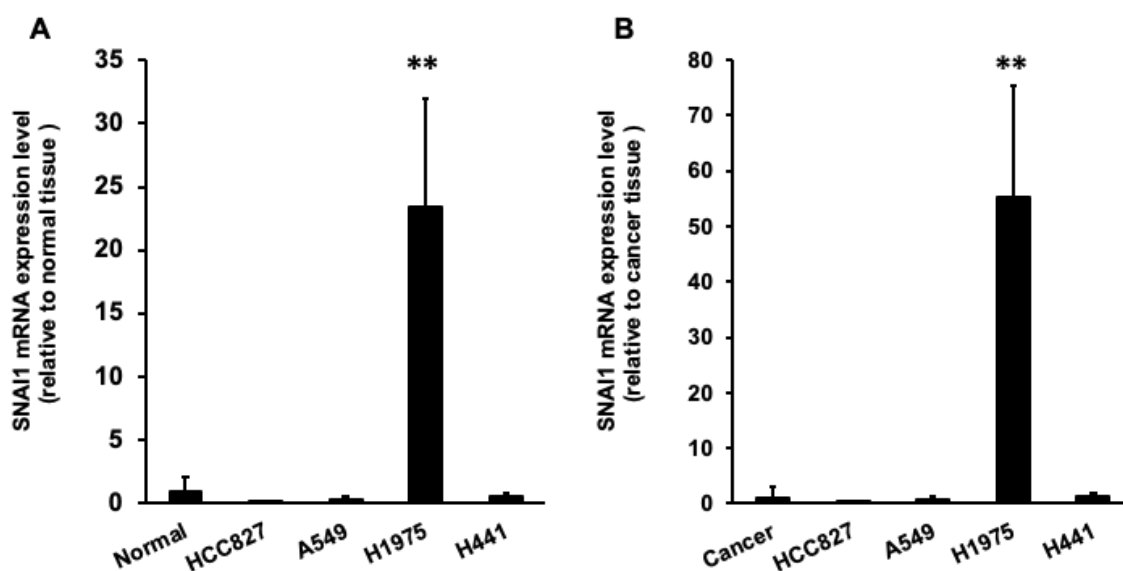 A
SNAI1 mRNA expression level
(relative to normal tissue )
35
30
25
20
15
10
5
0
**
Normal
HCC827
A549
H1975
H441
B
SNAI1 mRNA expression level
(relative to cancer tissue )
80
70
60
50
40
30
20
10
0
**
Cancer
HCC827
A549
H1975
H441